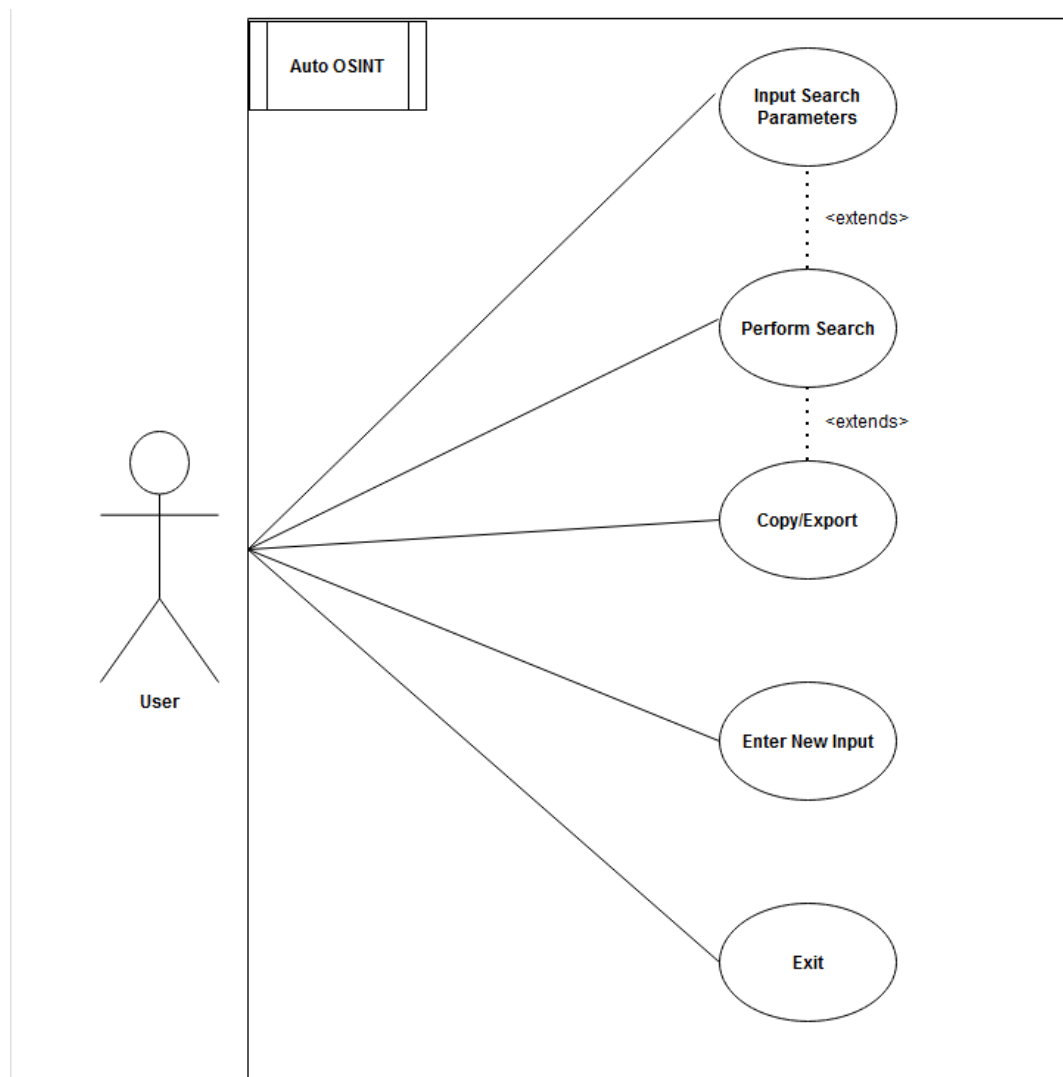 Auto OSINT
Input Search
Parameters
<extends>
Perform Search
<extends>
Copy/Export
User
Enter New Input
Exit